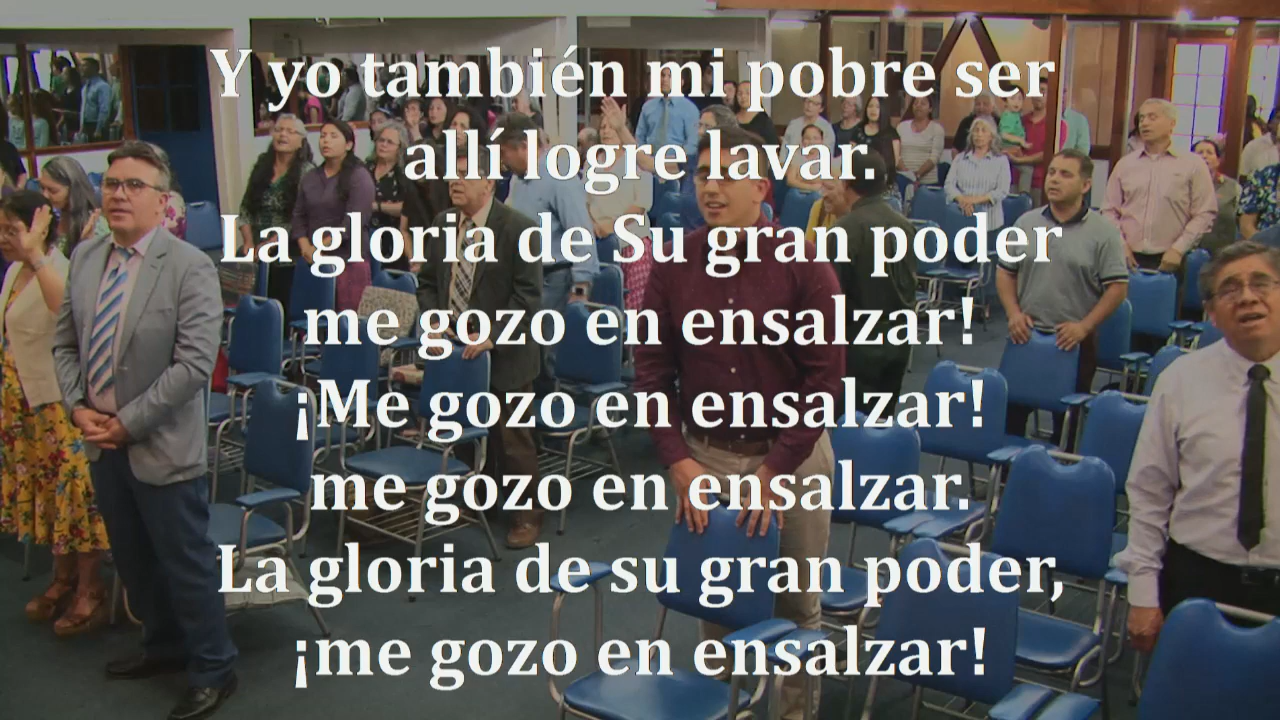 Y yo también mi pobre ser
allí logre lavar.
La gloria de Su gran poder
me gozo en ensalzar!
¡Me gozo en ensalzar!
me gozo en ensalzar.
La gloria de su gran poder,
¡me gozo en ensalzar!